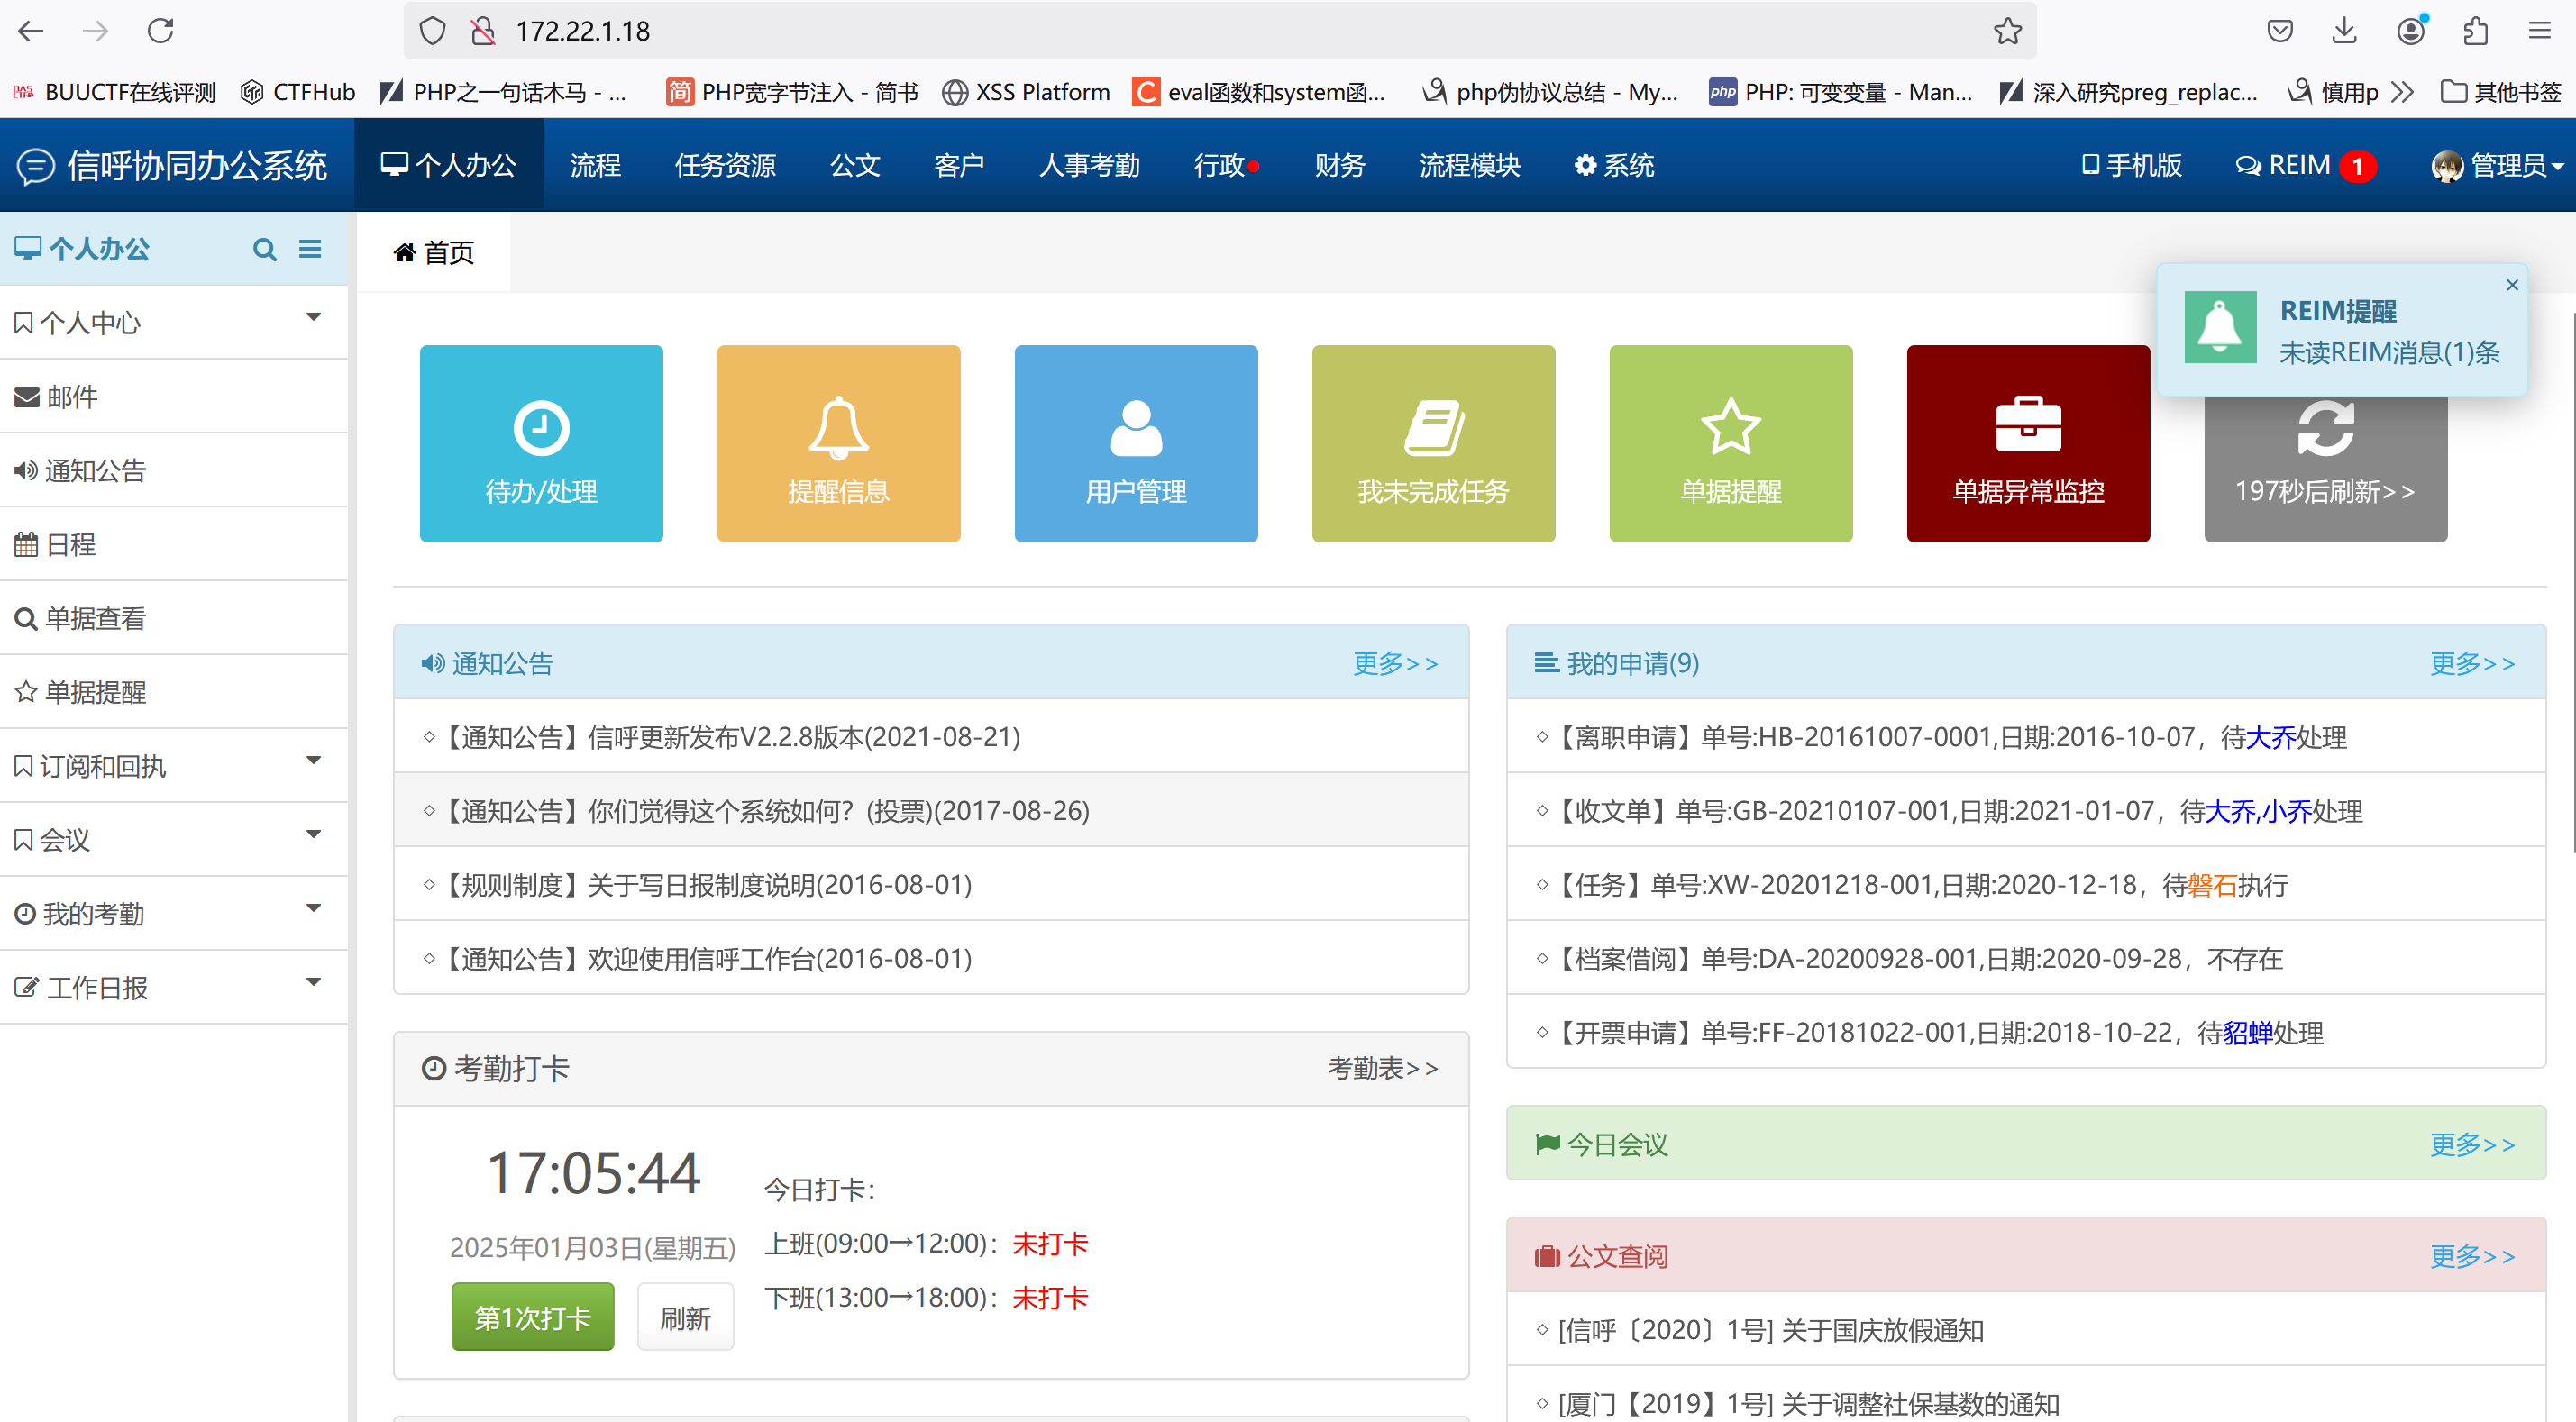 172.22.1.18
BUUCTF在线评测 CTFHub PHP之一句话木马 - ... 简 PHP宽字节注入 - 简书 XSS Platform C eval函数和system函... php伪协议总结 - My... php PHP: 可变变量 - Man... 深入研究preg_replac... 慎用p 其他书签
信呼协同办公系统 个人办公 流程 任务资源 公文 客户 人事考勤 行政 财务 流程模块 系统 手机版 REIM 1 管理员
个人办公
个人中心
邮件
通知公告
日程
单据查看
单据提醒
订阅和回执
会议
我的考勤
工作日报
首页
REIM提醒
未读REIM消息(1)条
待办/处理 提醒信息 用户管理 我未完成任务 单据提醒 单据异常监控 197秒后刷新>>
通知公告 更多>>
◇【通知公告】信呼更新发布V2.2.8版本(2021-08-21)
◇【通知公告】你们觉得这个系统如何？(投票)(2017-08-26)
◇【规则制度】关于写日报制度说明(2016-08-01)
◇【通知公告】欢迎使用信呼工作台(2016-08-01)
考勤打卡 考勤表>>
17:05:44
2025年01月03日(星期五)
第1次打卡 刷新
今日打卡：
上班(09:00→12:00)：未打卡
下班(13:00→18:00)：未打卡
我的申请(9) 更多>>
◇【离职申请】单号:HB-20161007-0001,日期:2016-10-07，待大乔处理
◇【收文单】单号:GB-20210107-001,日期:2021-01-07，待大乔,小乔处理
◇【任务】单号:XW-20201218-001,日期:2020-12-18，待磐石执行
◇【档案借阅】单号:DA-20200928-001,日期:2020-09-28，不存在
◇【开票申请】单号:FF-20181022-001,日期:2018-10-22，待貂蝉处理
今日会议 更多>>
公文查阅 更多>>
◇ [信呼〔2020〕1号] 关于国庆放假通知
◇ [厦门【2019】1号] 关于调整社保基数的通知